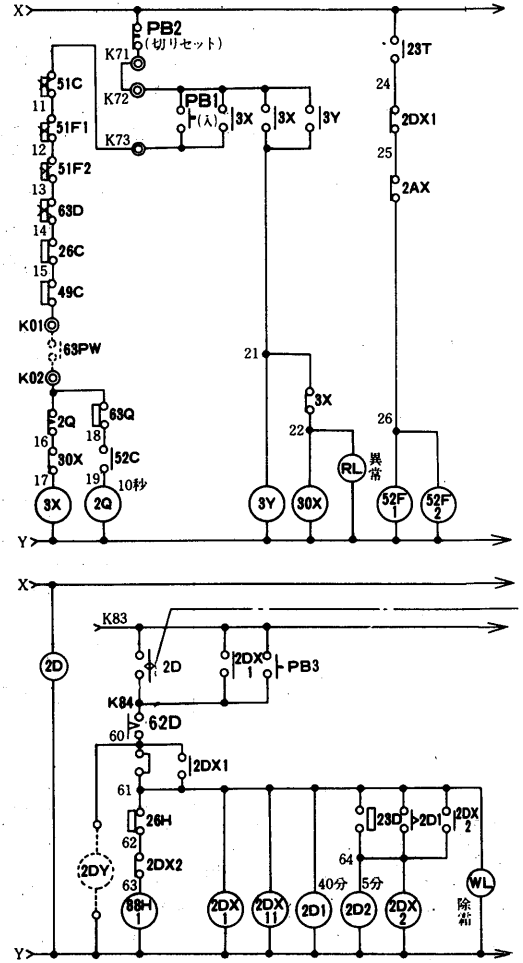 X
PB2
(切りセット)
K71
K72
K73
PB1
(入)
3X
3X
3Y
51C
11
51F1
12
51F2
13
63D
14
26C
15
49C
K01
63PW
K02
2Q
16
30X
17
63Q
18
52C
19
10秒
3X
2Q
21
3X
22
RL
異常
3Y
30X
23T
24
2DX1
25
2AX
26
52F
1
52F
2
Y
X
K83
2D
2D
2DX
1
PB3
K84
62D
60
2DX1
61
26H
62
2DX2
63
2DY
88H
1
2DX
1
2DX
11
40分
2D1
5分
2D2
23D
2D1
2DX
2
64
2DX
2
WL
除霜
Y